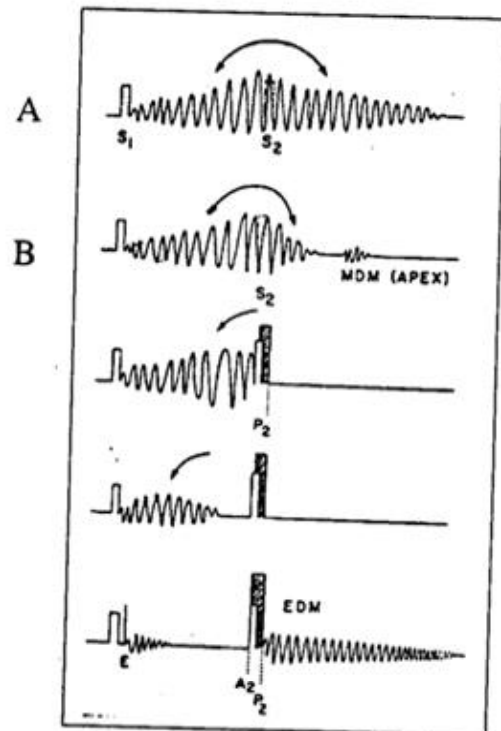 A
S₁ S₂
B
MDM (APEX)
S₂
P₂
EDM
E
A₂
P₂